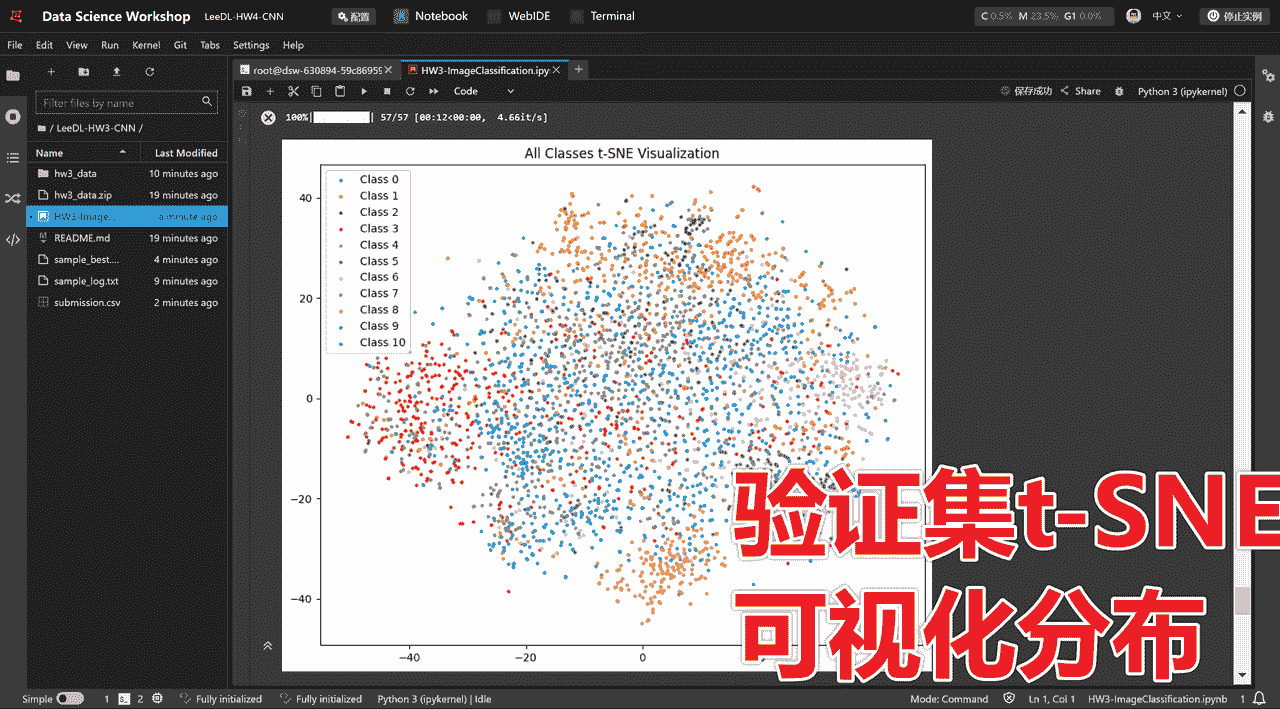 Data Science Workshop LeeDL-HW4-CNN 配置 Notebook WebIDE Terminal C 0.5% M 23.5% G1 0.0% 中文 停止实例
File Edit View Run Kernel Git Tabs Settings Help
root@dsw-630894-59c86959 HW3-ImageClassification.ipy
Filter files by name
Code
保存成功 Share Python 3 (ipykernel)
/ LeeDL-HW3-CNN /
Name Last Modified
hw3_data 10 minutes ago
hw3_data.zip 19 minutes ago
HW3-Image... a minute ago
README.md 19 minutes ago
sample_best.... 4 minutes ago
sample_log.txt 9 minutes ago
submission.csv 2 minutes ago
100%| | 57/57 [00:12<00:00, 4.66it/s]
All Classes t-SNE Visualization
Class 0
Class 1
Class 2
Class 3
Class 4
Class 5
Class 6
Class 7
Class 8
Class 9
Class 10
40
20
0
−20
−40
−40 −20 0
验证集t-SNE
可视化分布
Simple 1 2 Fully initialized Fully initialized Python 3 (ipykernel) | Idle Mode: Command Ln 1, Col 1 HW3-ImageClassification.ipynb 1